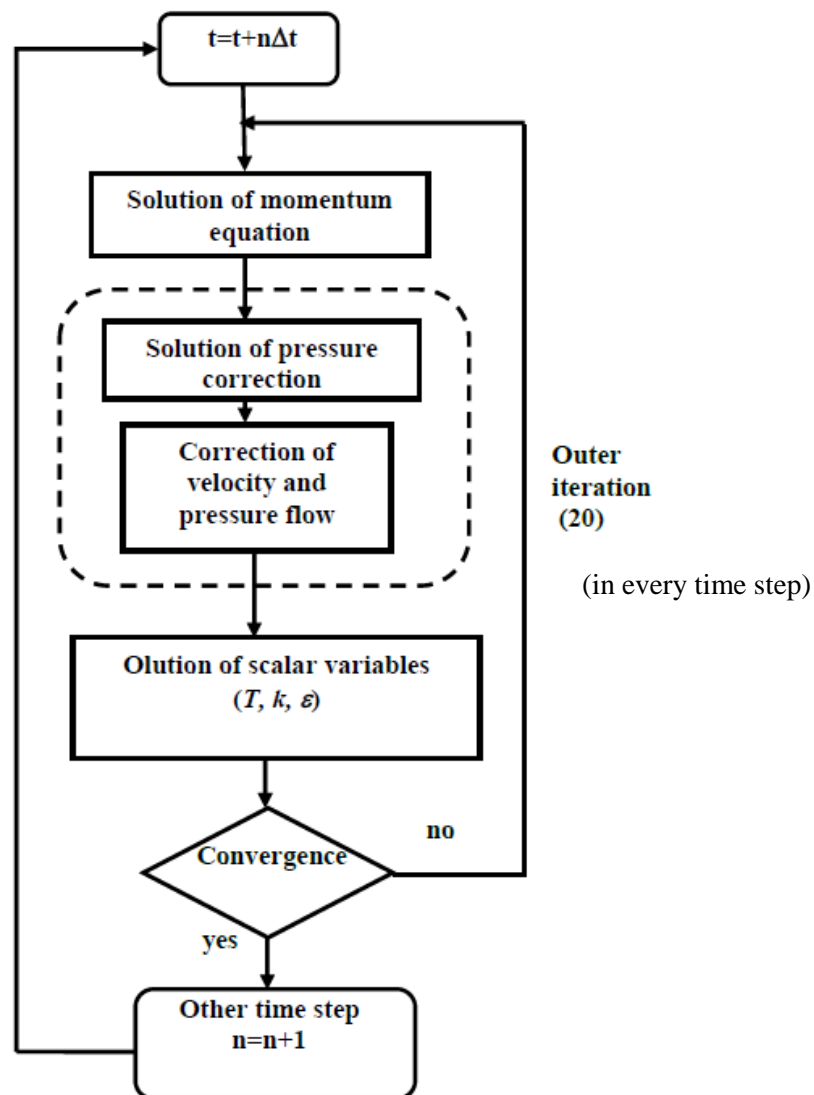 t=t+nΔt
Solution of momentum
equation
Solution of pressure
correction
Correction of
velocity and
pressure flow
Outer
iteration
(20)
(in every time step)
Olution of scalar variables
(T, k, ε)
Convergence
no
yes
Other time step
n=n+1